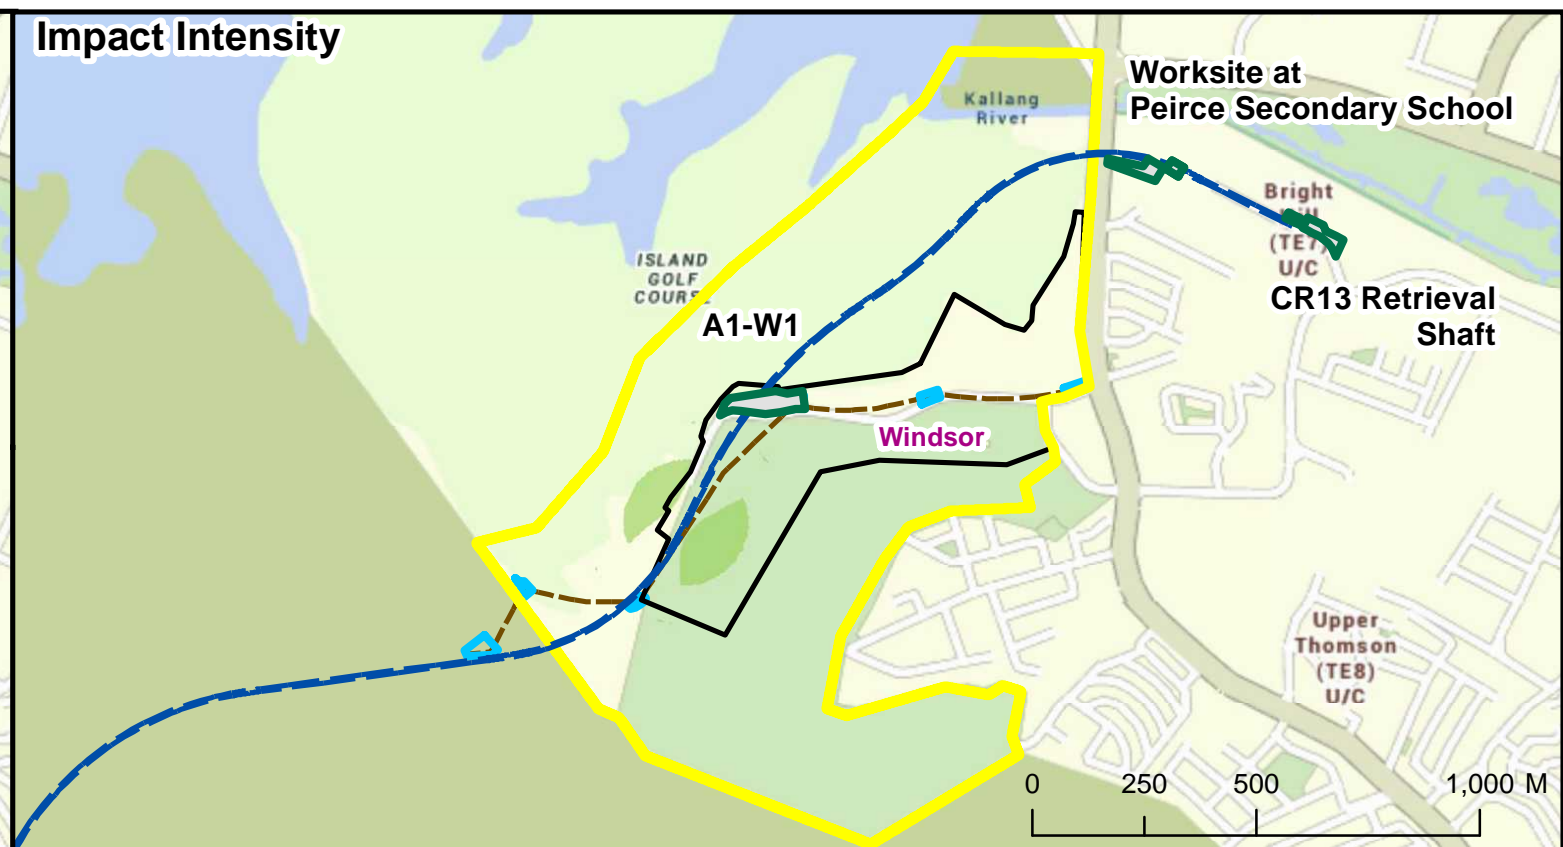 Impact Intensity
Worksite at
Peirce Secondary School
Kallang
River
Bright
(TE7)
U/C
CR13 Retrieval
Shaft
ISLAND
GOLF
COURSE
A1-W1
Windsor
Upper
Thomson
(TE8)
U/C
0 250 500 1,000 M